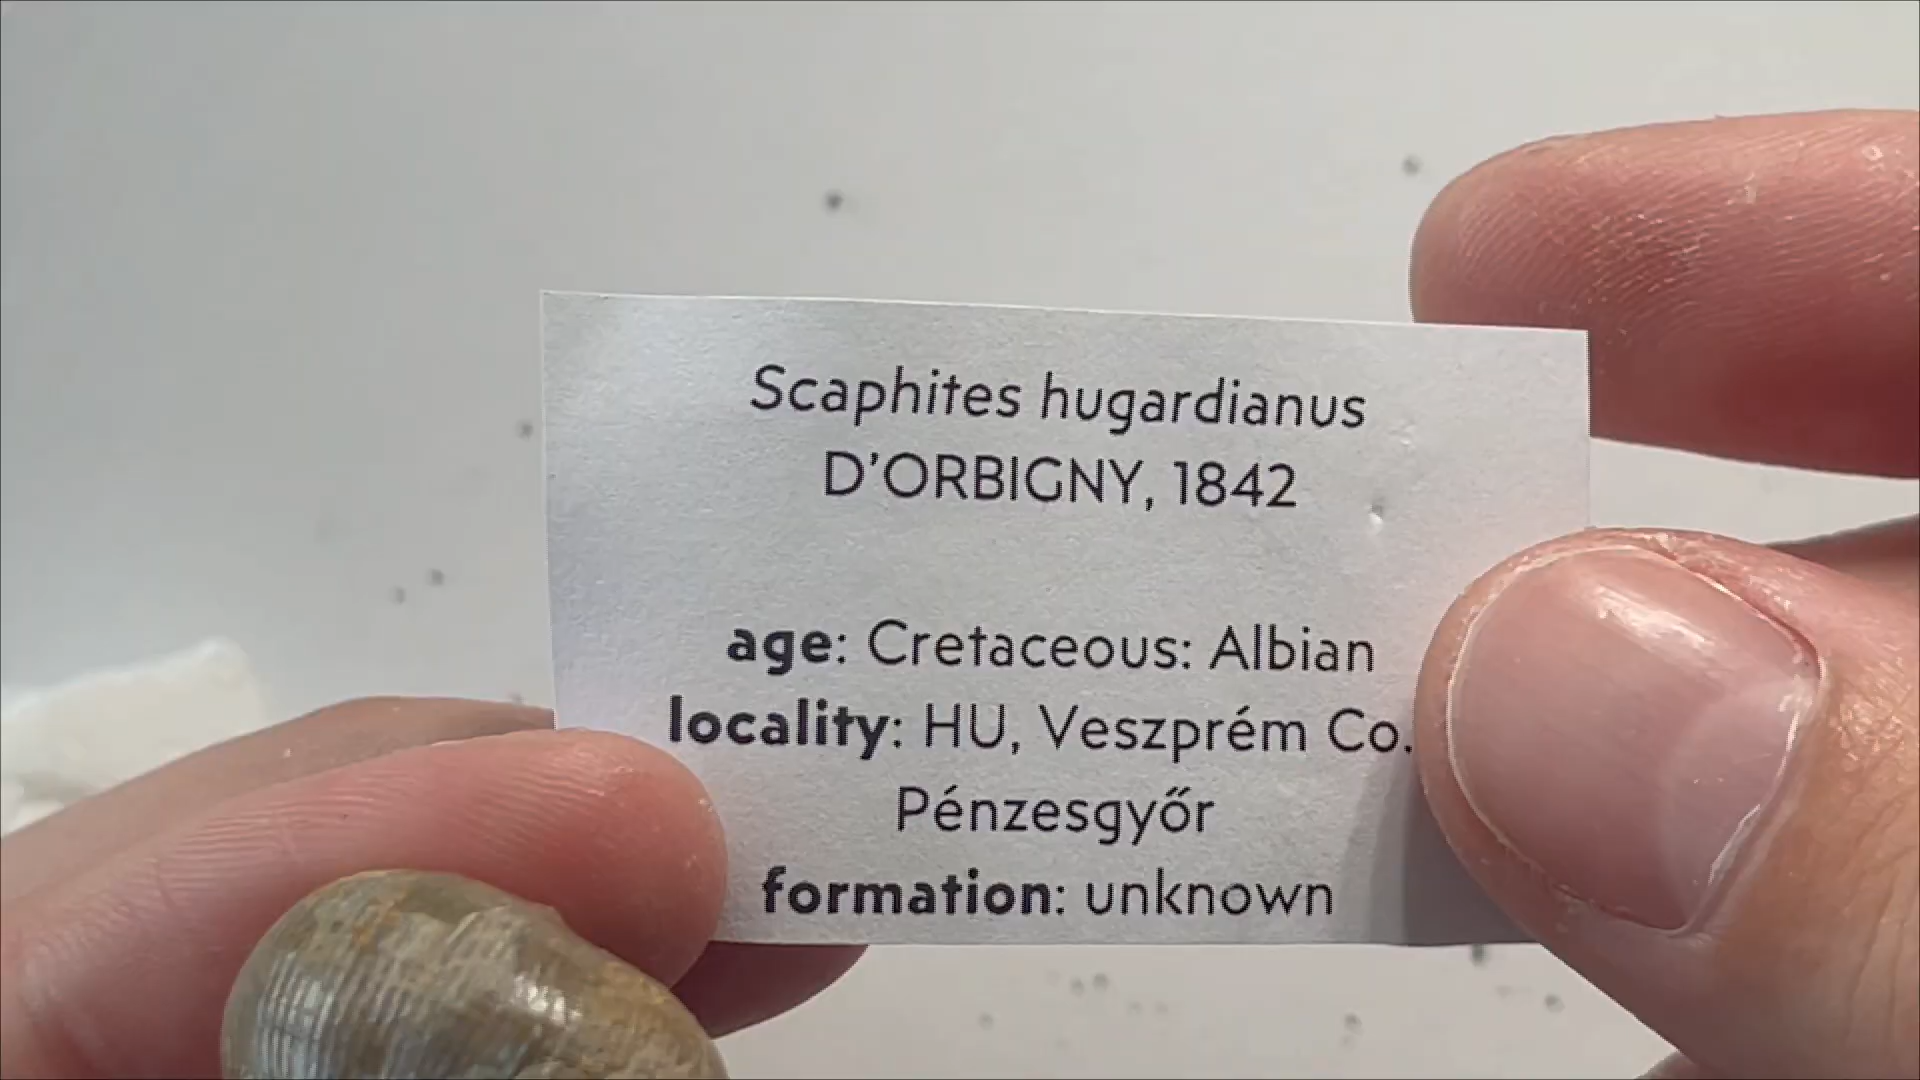 Scaphites hugardianus
D'ORBIGNY, 1842
age: Cretaceous: Albian
locality: HU, Veszprém Co.
Pénzesgyőr
formation: unknown